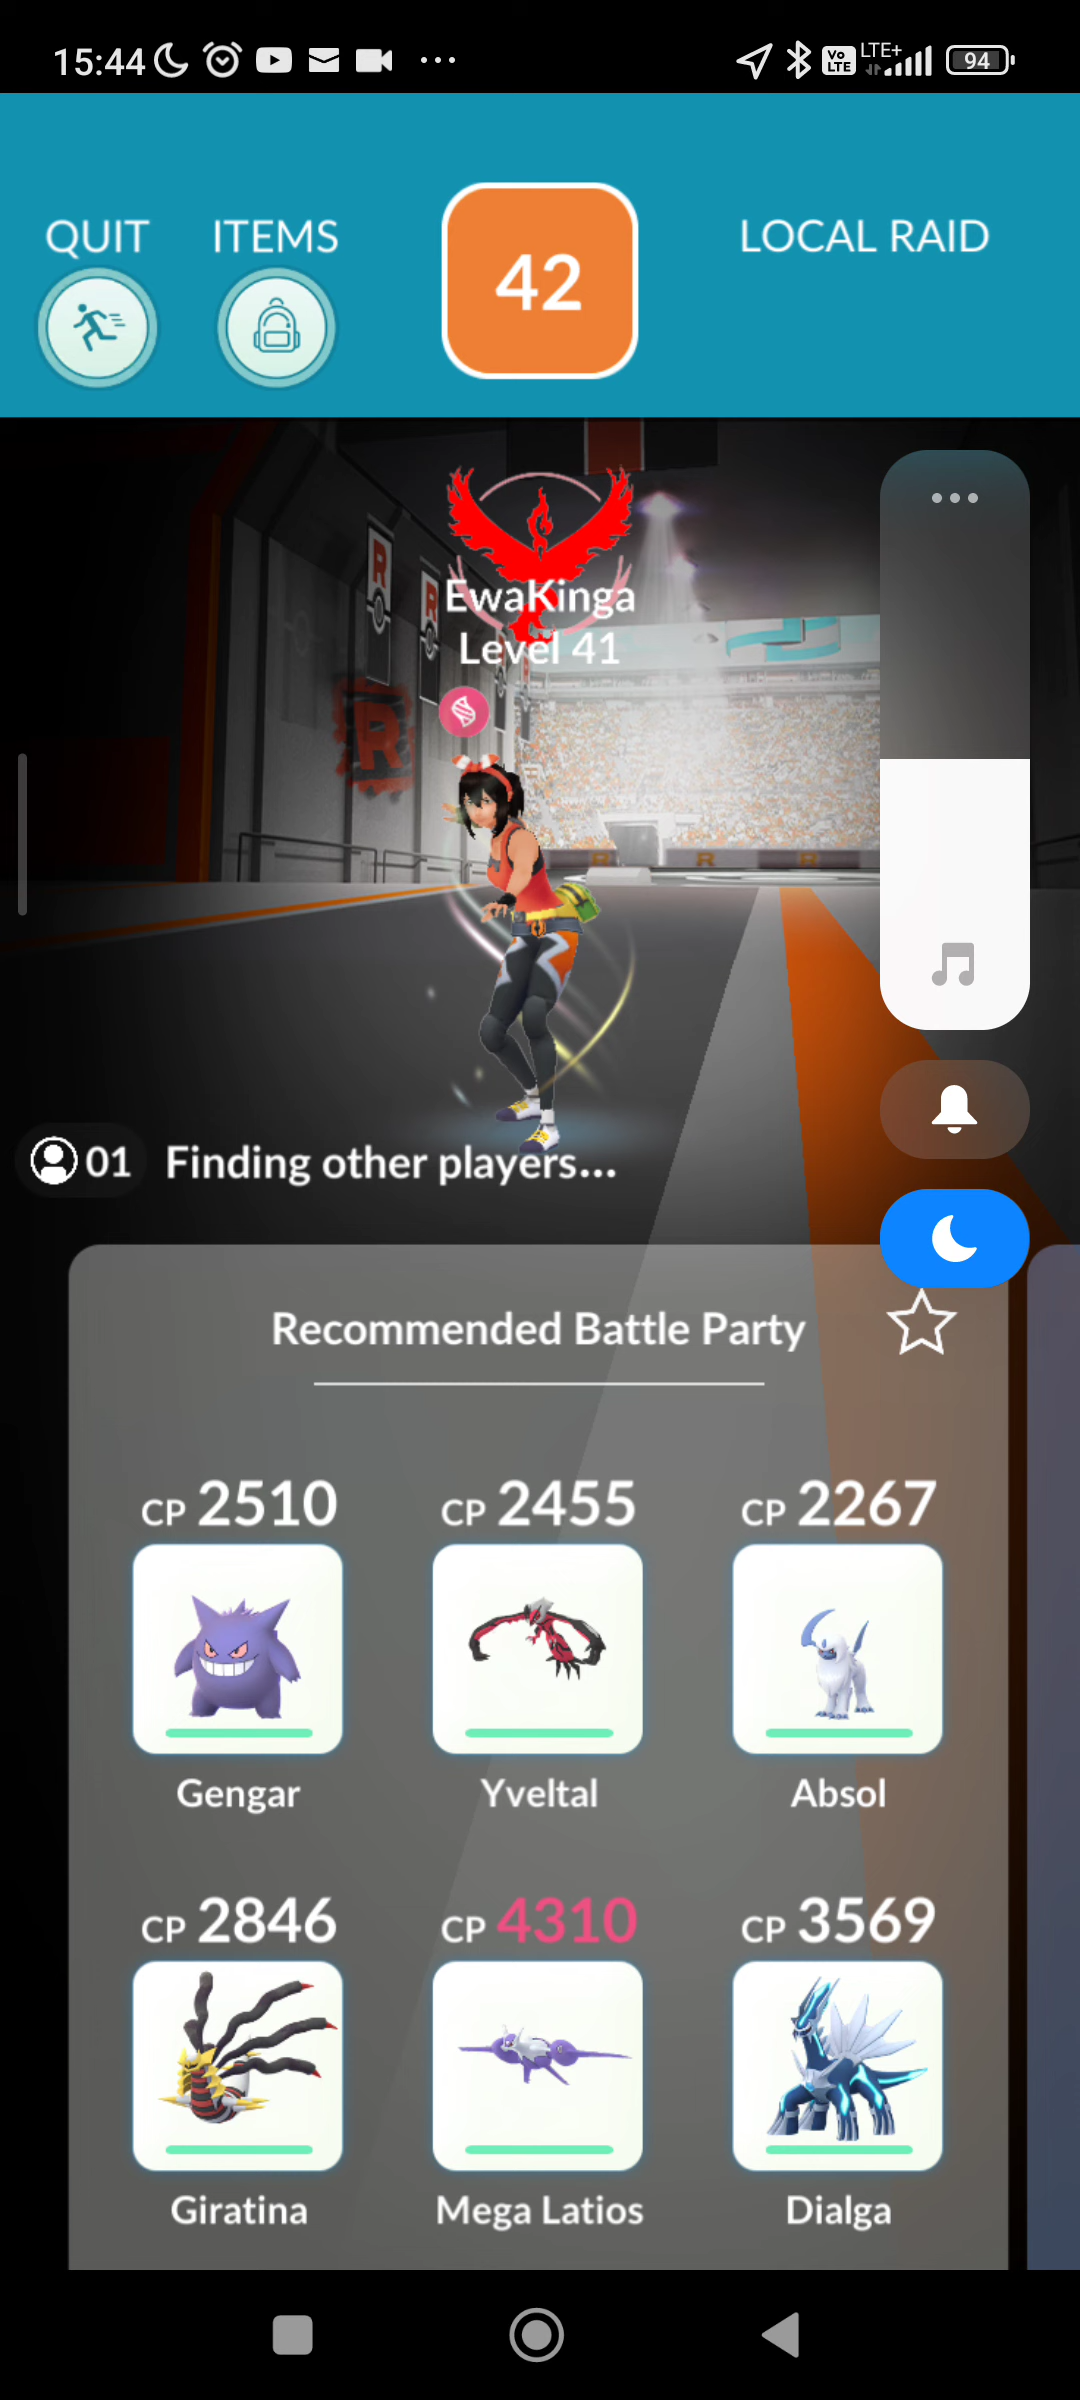 15:44
Vo LTE
LTE+
94
QUIT
ITEMS
42
LOCAL RAID
R
R
R
EwaKinga
Level 41
R R R
01
Finding other players...
Recommended Battle Party
CP 2510
CP 2455
CP 2267
Gengar
Yveltal
Absol
CP 2846
CP 4310
CP 3569
Giratina
Mega Latios
Dialga